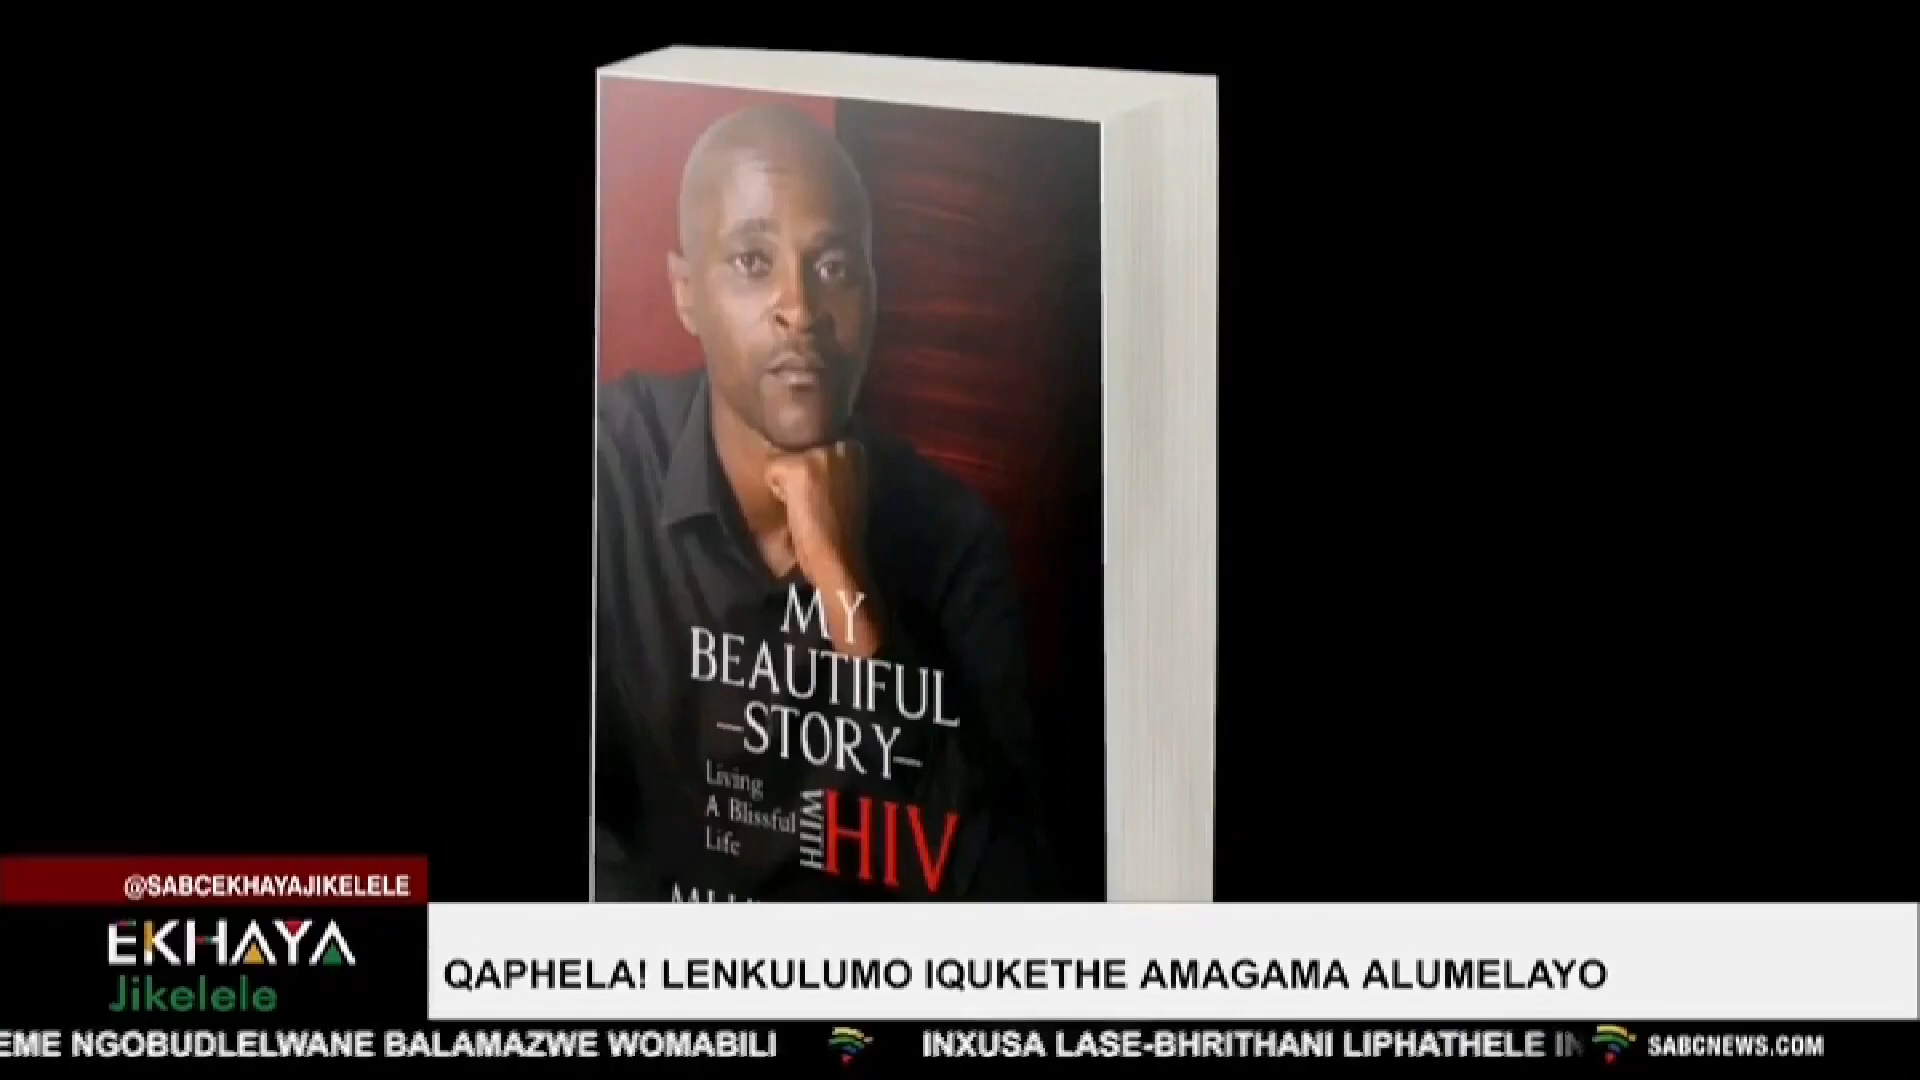 MY
BEAUTIFUL
–STORY–
Living
A Blissful
Life
WITH
HIV
@SABCEKHAYAJIKELELE
EKHAYA
Jikelele
QAPHELA! LENKULUMO IQUKETHE AMAGAMA ALUMELAYO
EME NGOBUDLELWANE BALAMAZWE WOMABILI INXUSA LASE-BHRITHANI LIPHATHELE IN
SABCNEWS.COM